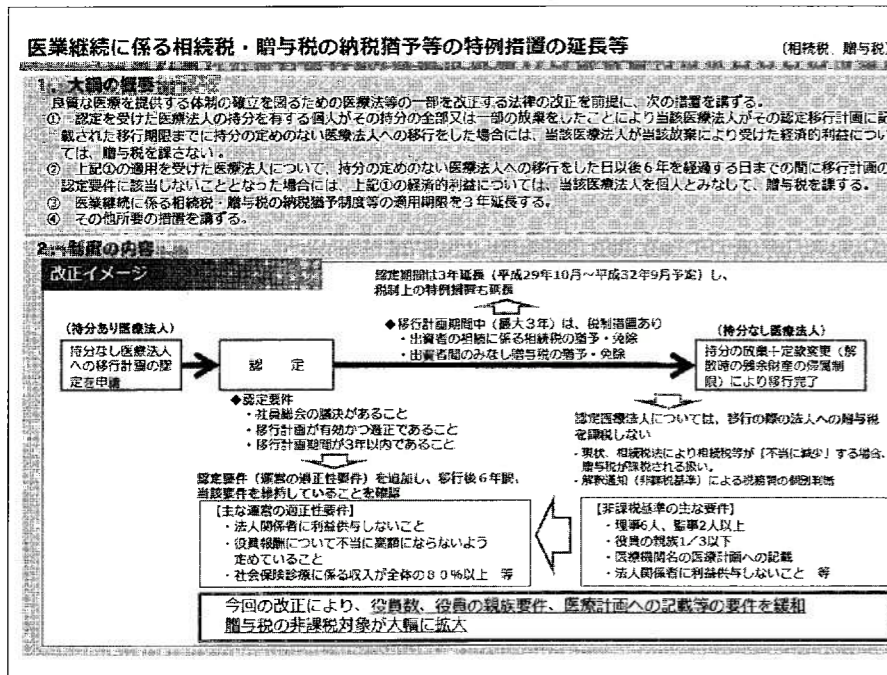 医業継続に係る相続税・贈与税の納税猶予等の特例措置の延長等
（相続税、贈与税）
1．大綱の概要
良質な医療を提供する体制の確立を図るための医療法等の一部を改正する法律の改正を前提に、次の措置を講ずる。
① 認定を受けた医療法人の持分を有する個人がその持分の全部又は一部の放棄をしたことにより当該医療法人がその認定移行計画に記
載された移行期限までに持分の定めのない医療法人への移行をした場合には、当該医療法人が当該放棄により受けた経済的利益につい
ては、贈与税を課さない。
② 上記①の適用を受けた医療法人について、持分の定めのない医療法人への移行をした日以後６年を経過する日までの間に移行計画の
認定要件に該当しないこととなった場合には、上記①の経済的利益については、当該医療法人を個人とみなして、贈与税を課する。
③ 医業継続に係る相続税・贈与税の納税猶予制度等の適用期限を３年延長する。
④ その他所要の措置を講ずる。
2．制度の内容
改正イメージ
認定期間は3年延長（平成29年10月～平成32年9月予定）し、
税制上の特例措置も延長
（持分あり医療法人）
持分なし医療法人
への移行計画の認
定を申請
認　定
◆移行計画期間中（最大３年）は、税制措置あり
・出資者の相続に係る相続税の猶予・免除
・出資者間のみなし贈与税の猶予・免除
（持分なし医療法人）
持分の放棄＋定款変更（解
散時の残余財産の帰属制
限）により移行完了
◆認定要件
・社員総会の議決があること
・移行計画が有効かつ適正であること
・移行計画期間が3年以内であること
認定医療法人については、移行の際の法人への贈与税
を課税しない
・現状、相続税法により相続税等が「不当に減少」する場合、
贈与税が課税される扱い。
・解釈通知（非課税基準）による税務署の個別判断
認定要件（運営の適正性要件）を追加し、移行後６年間、
当該要件を維持していることを確認
【主な運営の適正性要件】
・法人関係者に利益供与しないこと
・役員報酬について不当に高額にならないよう
定めていること
・社会保険診療に係る収入が全体の８０％以上　等
【非課税基準の主な要件】
・理事6人、監事2人以上
・役員の親族1／3以下
・医療機関名の医療計画への記載
・法人関係者に利益供与しないこと　等
今回の改正により、役員数、役員の親族要件、医療計画への記載等の要件を緩和
贈与税の非課税対象が大幅に拡大